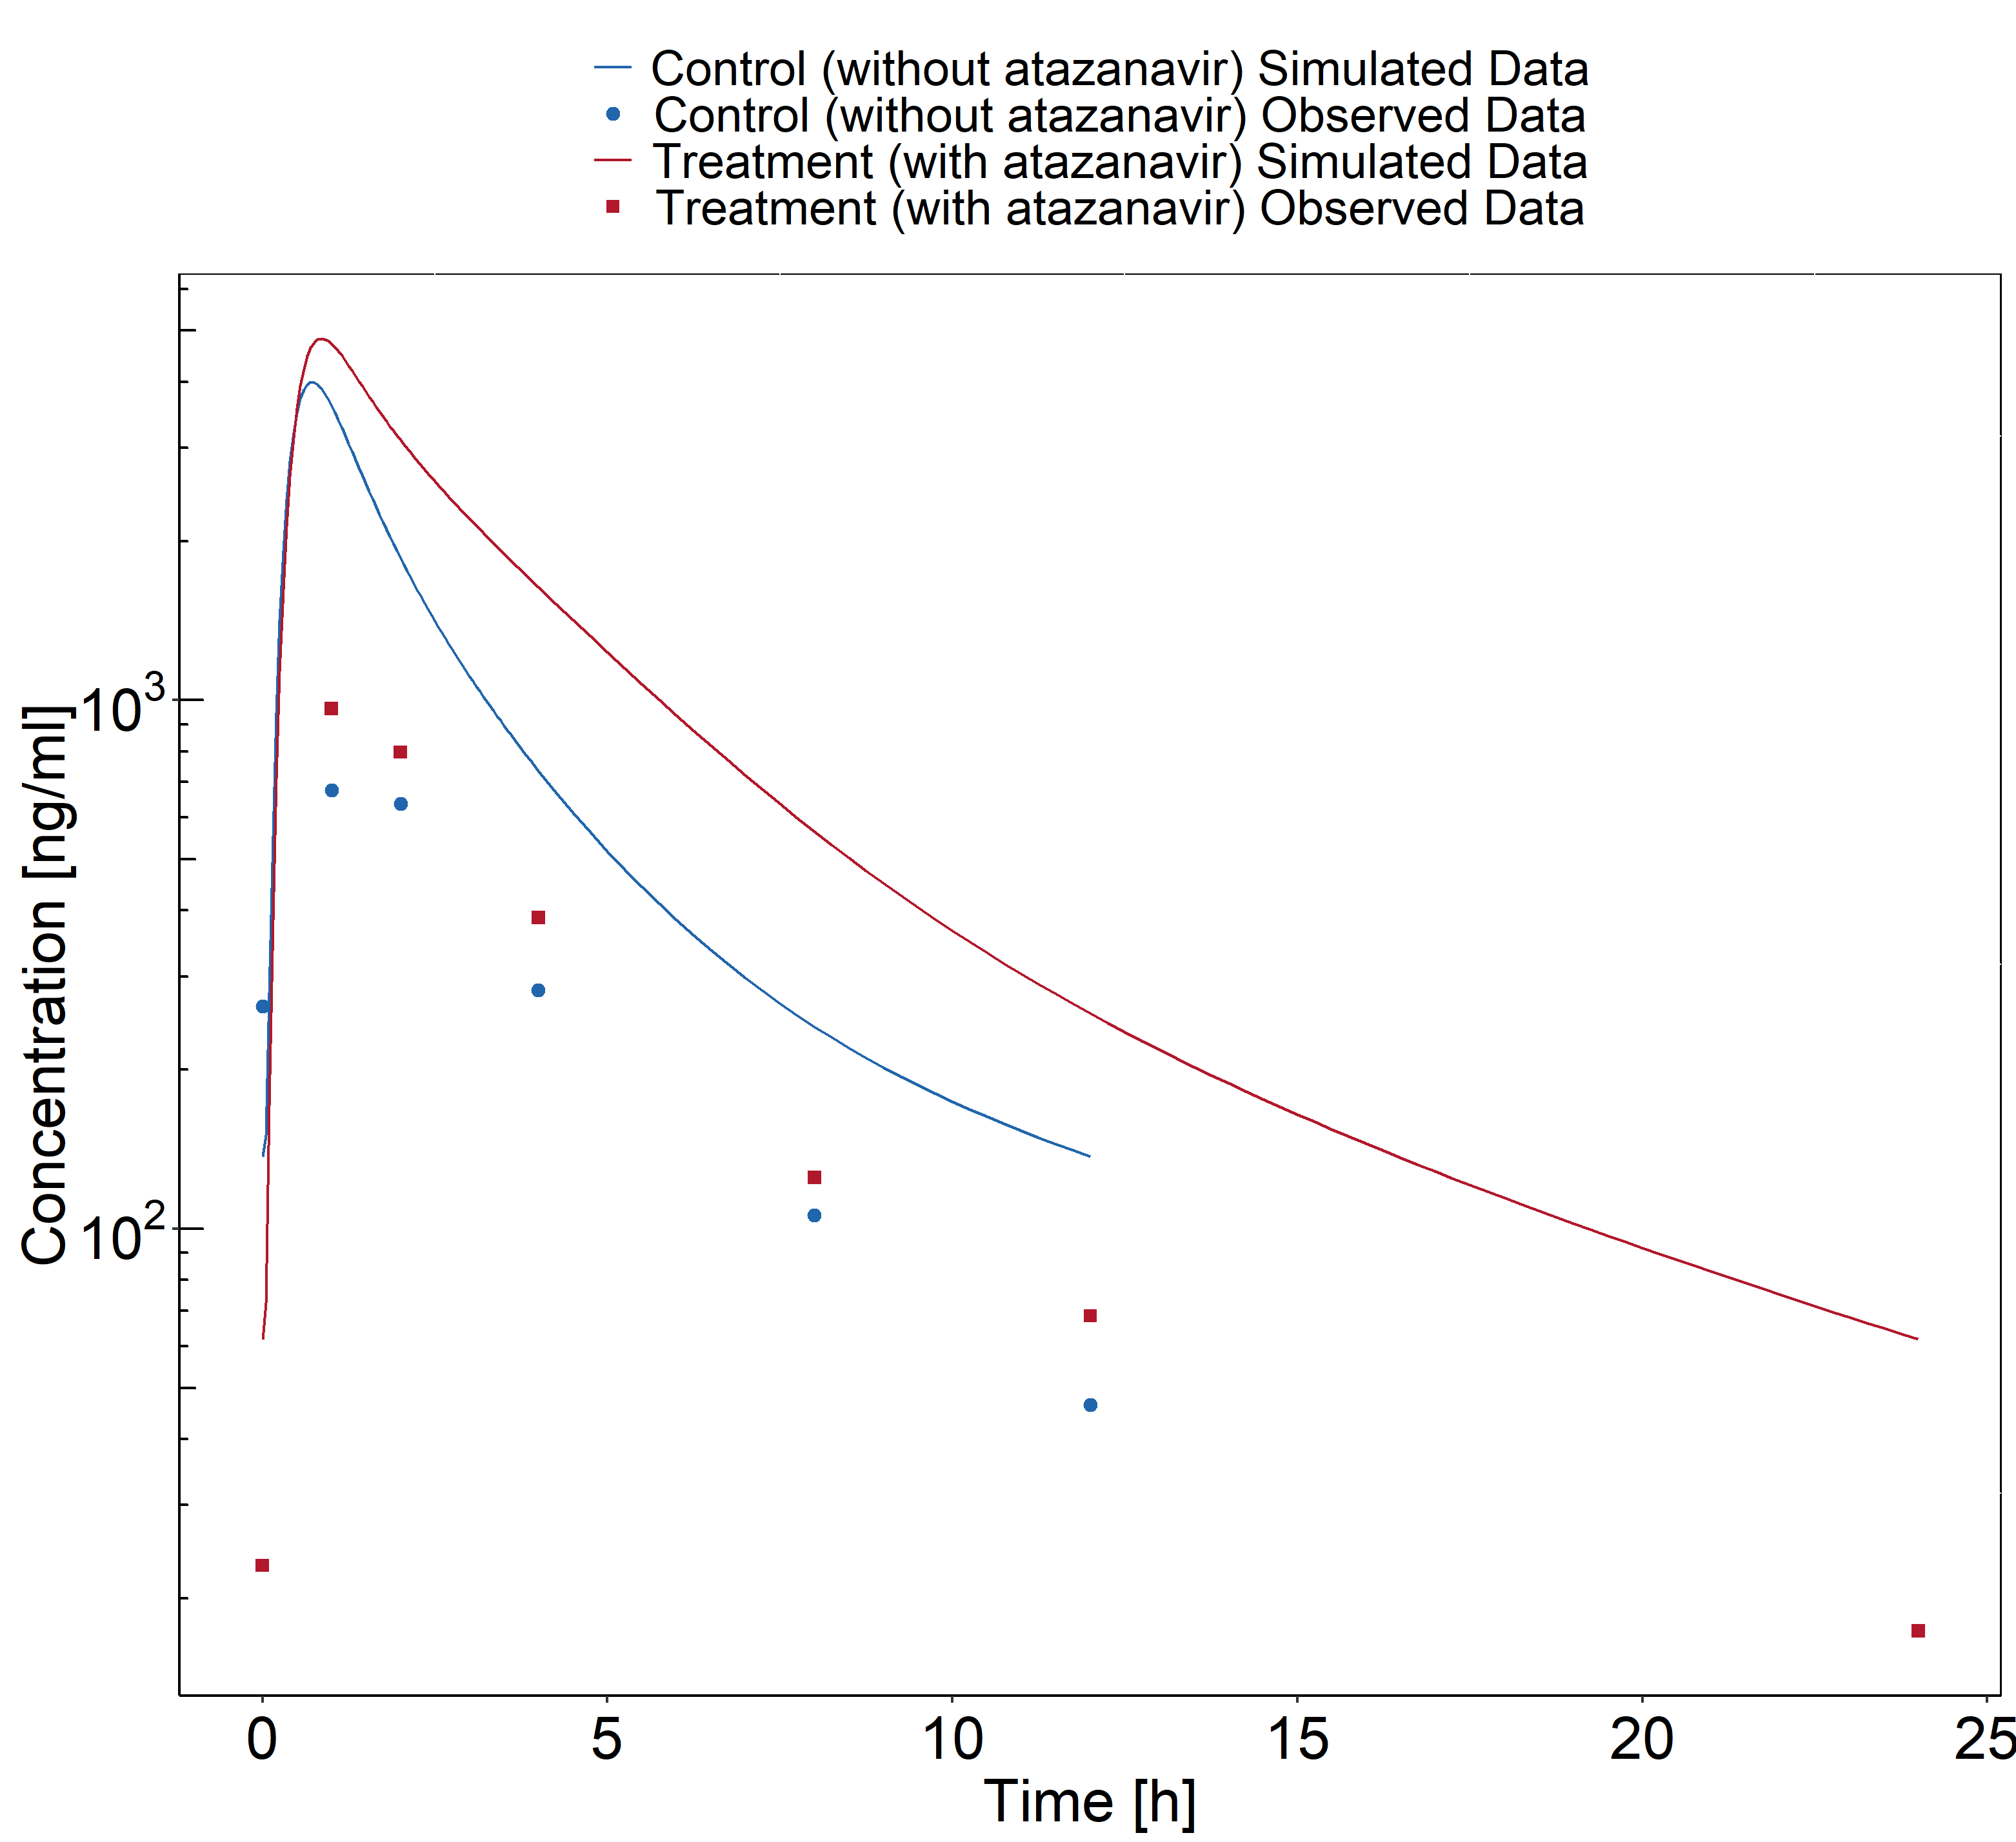 Control (without atazanavir) Simulated Data
Control (without atazanavir) Observed Data
Treatment (with atazanavir) Simulated Data
Treatment (with atazanavir) Observed Data
Concentration [ng/ml]
10³
10²
0 5 10 15 20 25
Time [h]